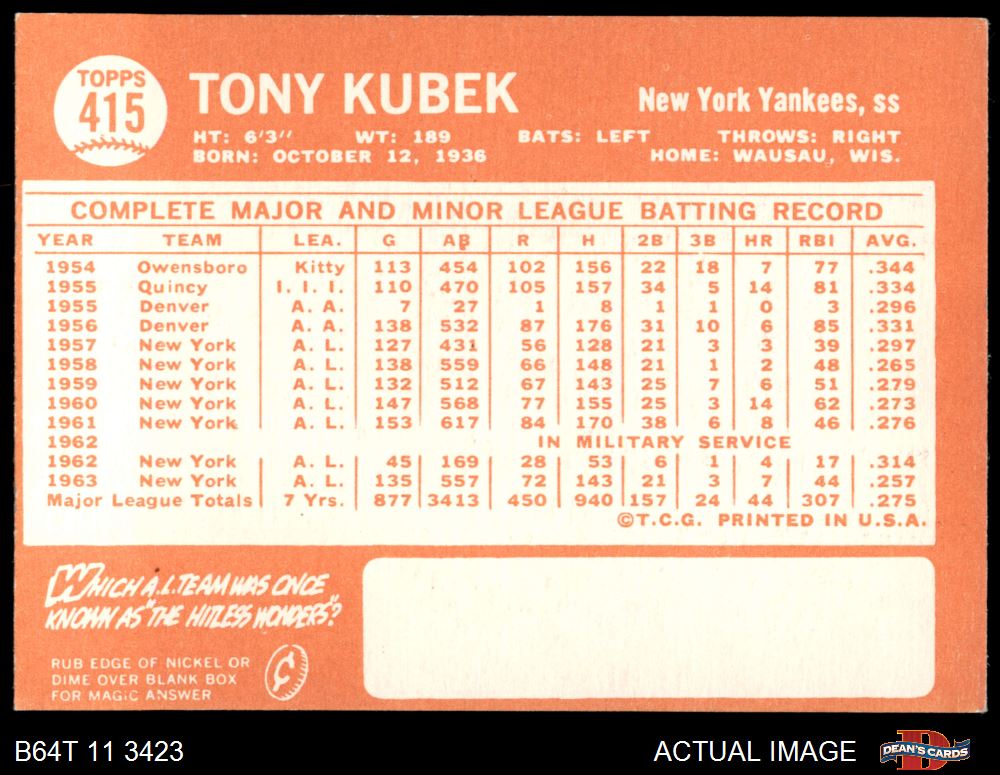 TOPPS
415
TONY KUBEK
New York Yankees, ss
HT: 6'3" WT: 189 BATS: LEFT THROWS: RIGHT
BORN: OCTOBER 12, 1936 HOME: WAUSAU, WIS.
COMPLETE MAJOR AND MINOR LEAGUE BATTING RECORD
YEAR TEAM LEA. G AB R H 2B 3B HR RBI AVG.
1954 Owensboro Kitty 113 454 102 156 22 18 7 77 .344
1955 Quincy I. I. I. 110 470 105 157 34 5 14 81 .334
1955 Denver A. A. 7 27 1 8 1 1 0 3 .296
1956 Denver A. A. 138 532 87 176 31 10 6 85 .331
1957 New York A. L. 127 431 56 128 21 3 3 39 .297
1958 New York A. L. 138 559 66 148 21 1 2 48 .265
1959 New York A. L. 132 512 67 143 25 7 6 51 .279
1960 New York A. L. 147 568 77 155 25 3 14 62 .273
1961 New York A. L. 153 617 84 170 38 6 8 46 .276
1962 IN MILITARY SERVICE
1962 New York A. L. 45 169 28 53 6 1 4 17 .314
1963 New York A. L. 135 557 72 143 21 3 7 44 .257
Major League Totals 7 Yrs. 877 3413 450 940 157 24 44 307 .275
©T.C.G. PRINTED IN U.S.A.
WHICH A.L. TEAM WAS ONCE
KNOWN AS "THE HITLESS WONDERS"?
RUB EDGE OF NICKEL OR
DIME OVER BLANK BOX
FOR MAGIC ANSWER
¢
B64T 11 3423
ACTUAL IMAGE
DEAN'S CARDS